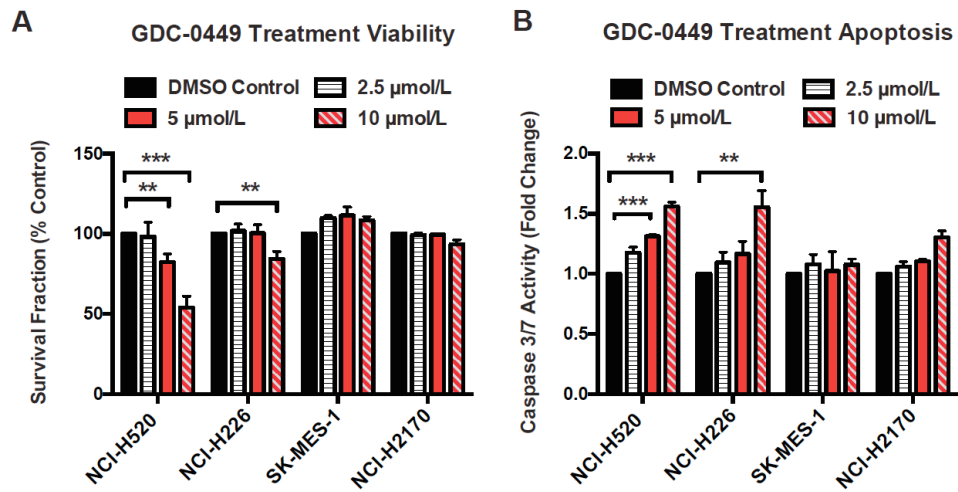 A
GDC-0449 Treatment Viability
DMSO Control
2.5 µmol/L
5 µmol/L
10 µmol/L
Survival Fraction (% Control)
150
100
50
0
***
**
**
NCI-H520
NCI-H226
SK-MES-1
NCI-H2170
B
GDC-0449 Treatment Apoptosis
DMSO Control
2.5 µmol/L
5 µmol/L
10 µmol/L
Caspase 3/7 Activity (Fold Change)
2.0
1.5
1.0
0.5
0.0
***
**
***
NCI-H520
NCI-H226
SK-MES-1
NCI-H2170